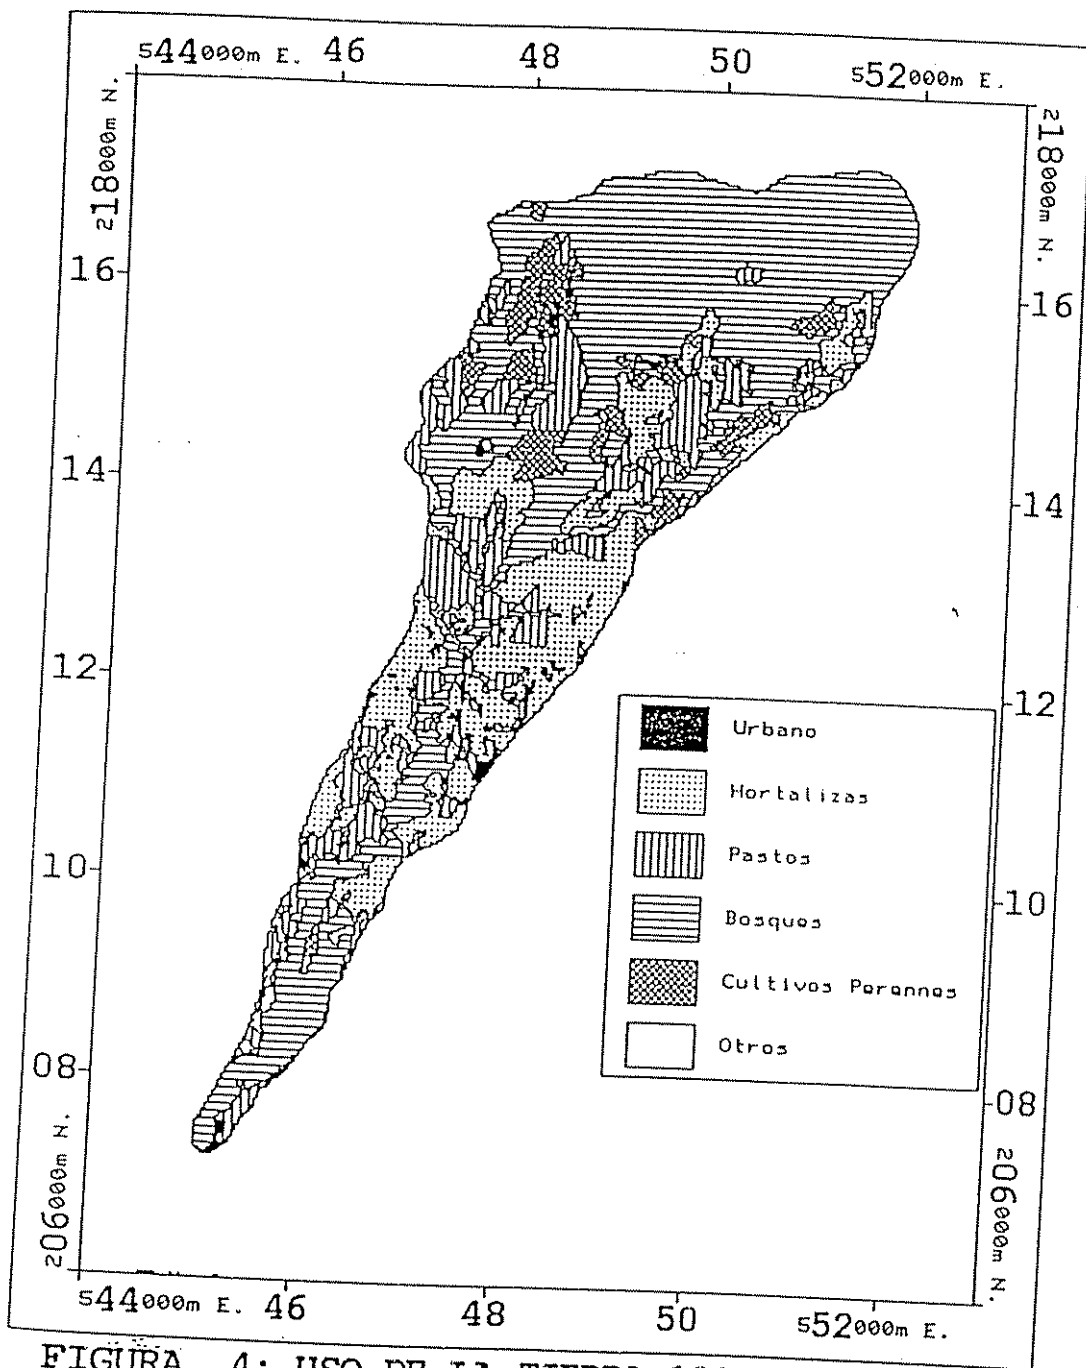 544000m E. 46 48 50 552000m E.
218000m N.
218000m N.
16
16
14
14
12
12
Urbano
Hortalizas
Pastos
10
10
Bosques
Cultivos Perennes
Otros
08
08
206000m N.
206000m N.
544000m E. 46 48 50 552000m E.
FIGURA 4: USO DE LA TIERRA